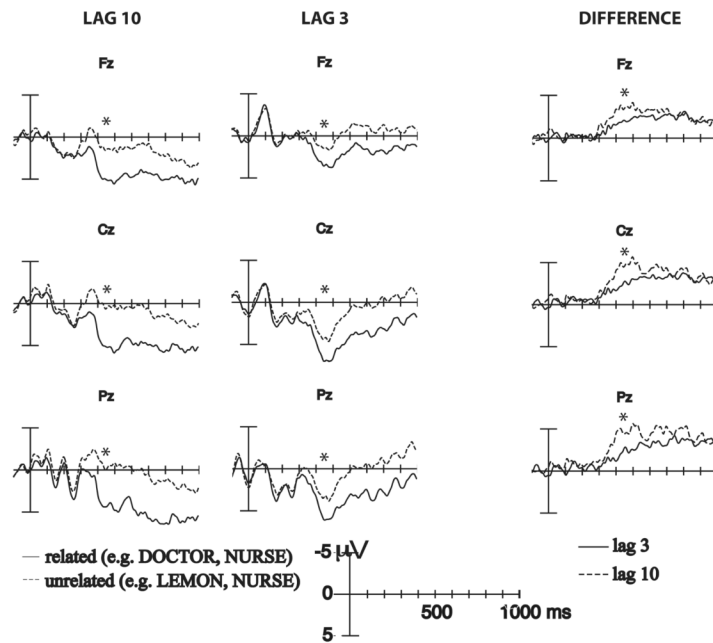 LAG 10 LAG 3 DIFFERENCE
Fz Fz Fz
* * *
Cz Cz Cz
* * *
Pz Pz Pz
* * *
related (e.g. DOCTOR, NURSE)
unrelated (e.g. LEMON, NURSE)
-5 µV
0
5
500 1000 ms
lag 3
lag 10